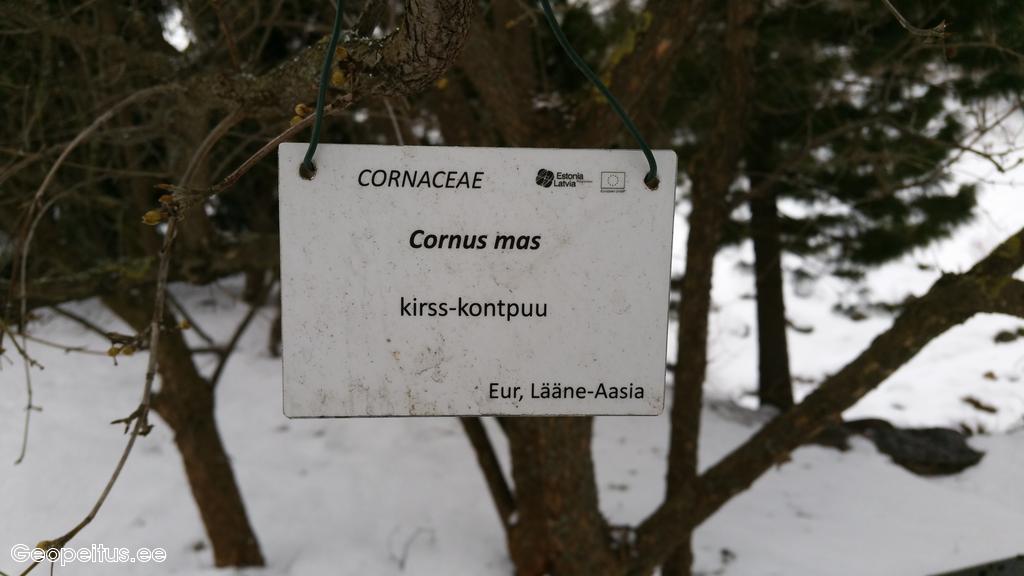 CORNACEAE
Estonia
Latvia
Cornus mas
kirss-kontpuu
Eur, Lääne-Aasia
Geopeitus.ee